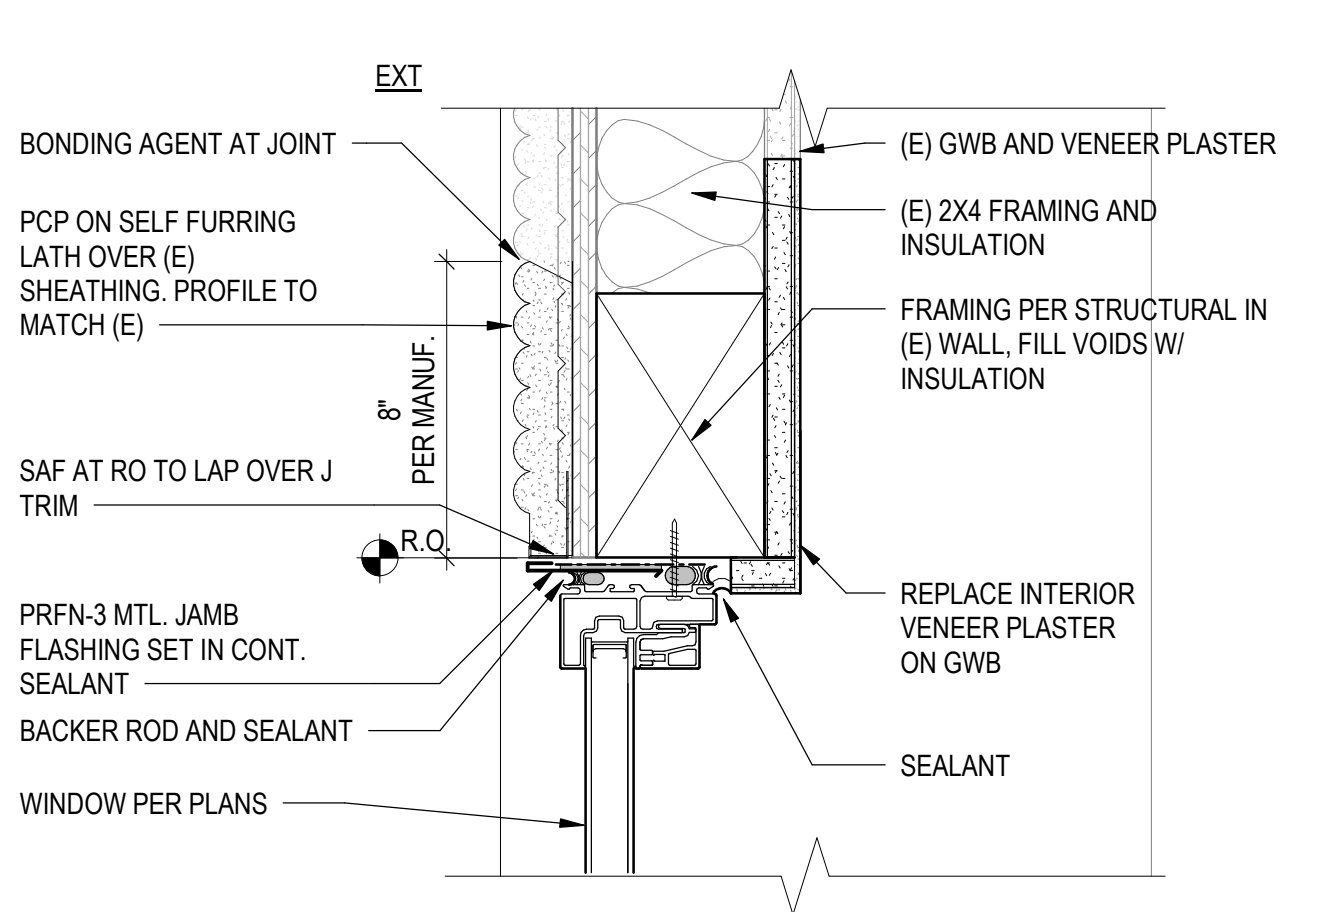 EXT
BONDING AGENT AT JOINT
PCP ON SELF FURRING
LATH OVER (E)
SHEATHING. PROFILE TO
MATCH (E)
8"
PER MANUF.
SAF AT RO TO LAP OVER J
TRIM
R.O.
PRFN-3 MTL. JAMB
FLASHING SET IN CONT.
SEALANT
BACKER ROD AND SEALANT
WINDOW PER PLANS
(E) GWB AND VENEER PLASTER
(E) 2X4 FRAMING AND
INSULATION
FRAMING PER STRUCTURAL IN
(E) WALL, FILL VOIDS W/
INSULATION
REPLACE INTERIOR
VENEER PLASTER
ON GWB
SEALANT